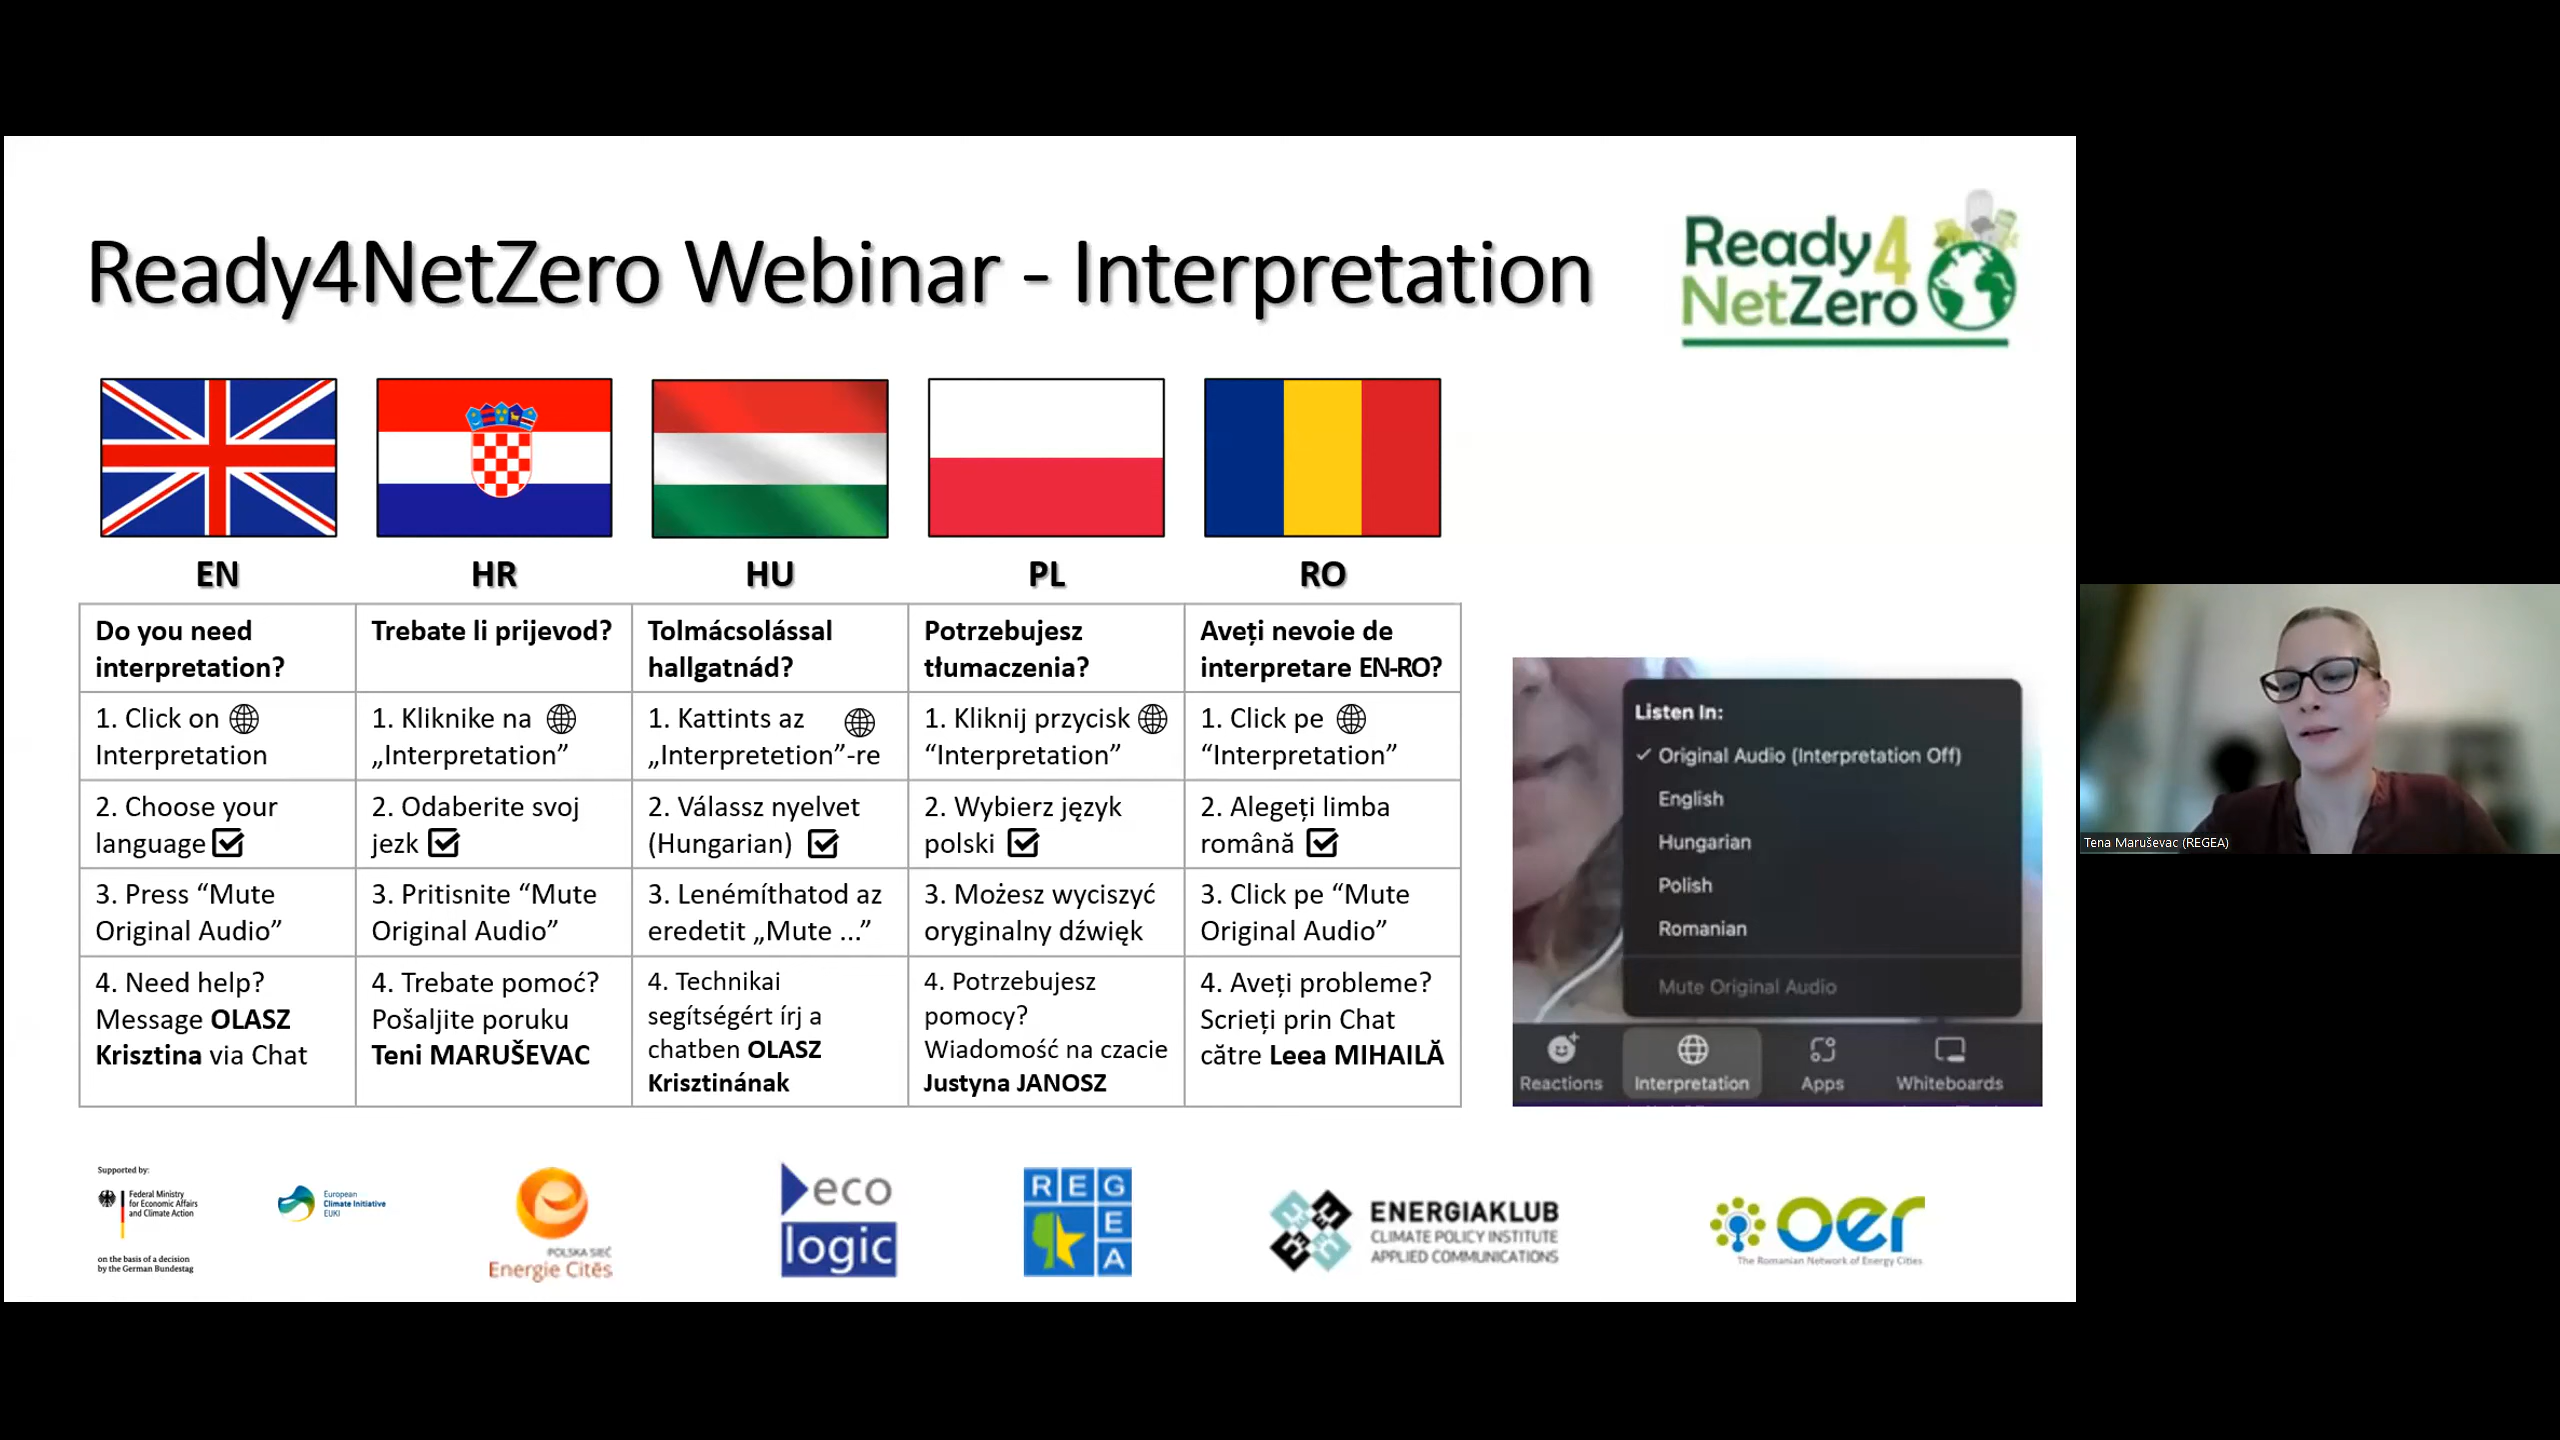 Ready4NetZero Webinar - Interpretation
Ready4
NetZero
EN
HR
HU
PL
RO
Do you need
interpretation?
Trebate li prijevod?
Tolmácsolással
hallgatnád?
Potrzebujesz
tłumaczenia?
Aveți nevoie de
interpretare EN-RO?
1. Click on
Interpretation
1. Kliknike na
„Interpretation”
1. Kattints az
„Interpretetion”-re
1. Kliknij przycisk
“Interpretation”
1. Click pe
“Interpretation”
2. Choose your
language
2. Odaberite svoj
jezk
2. Válassz nyelvet
(Hungarian)
2. Wybierz język
polski
2. Alegeți limba
română
3. Press “Mute
Original Audio”
3. Pritisnite “Mute
Original Audio”
3. Lenémíthatod az
eredetit „Mute ...”
3. Możesz wyciszyć
oryginalny dźwięk
3. Click pe “Mute
Original Audio”
4. Need help?
Message OLASZ
Krisztina via Chat
4. Trebate pomoć?
Pošaljite poruku
Teni MARUŠEVAC
4. Technikai
segítségért írj a
chatben OLASZ
Krisztinának
4. Potrzebujesz
pomocy?
Wiadomość na czacie
Justyna JANOSZ
4. Aveți probleme?
Scrieți prin Chat
către Leea MIHAILĂ
Listen In:
Original Audio (Interpretation Off)
English
Hungarian
Polish
Romanian
Mute Original Audio
Reactions
Interpretation
Apps
Whiteboards
Tena Maruševac (REGEA)
Supported by:
Federal Ministry
for Economic Affairs
and Climate Action
on the basis of a decision
by the German Bundestag
European
Climate Initiative
EUKI
POLSKA SIEĆ
Energie Cités
eco
logic
REG
E
A
ENERGIAKLUB
CLIMATE POLICY INSTITUTE
APPLIED COMMUNICATIONS
oer
The Romanian Network of Energy Cities